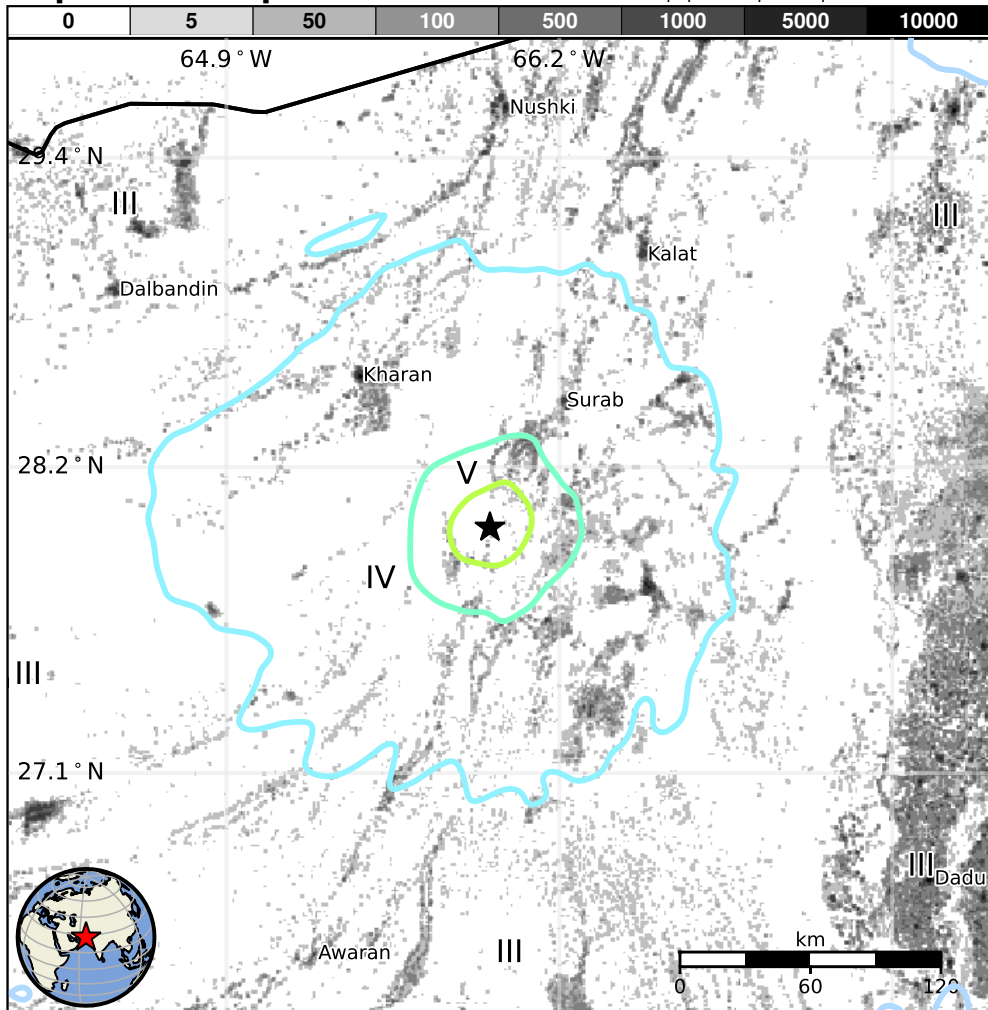 0 5 50 100 500 1000 5000 10000
64.9°W 66.2°W
Nushki
29.4°N
III
III
Kalat
Dalbandin
Kharan
Surab
28.2°N
V
IV
III
27.1°N
III
Dadu
Awaran
III
km
0 60 120